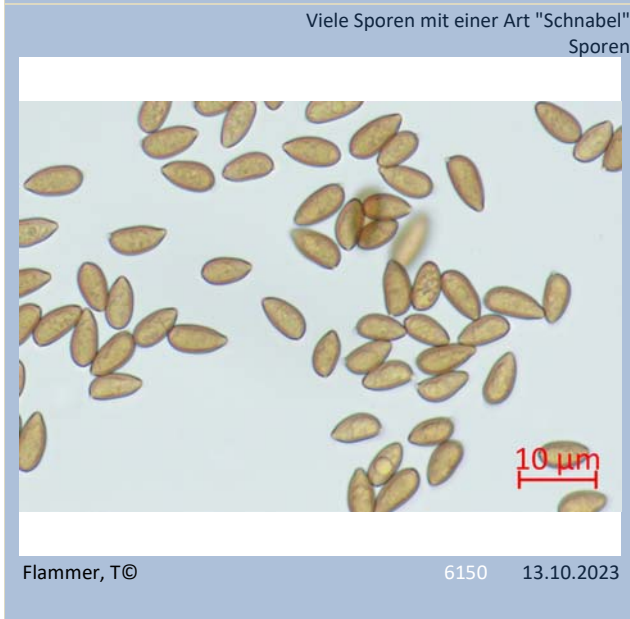 Viele Sporen mit einer Art "Schnabel"
Sporen
10 µm
Flammer, T©
6150
13.10.2023